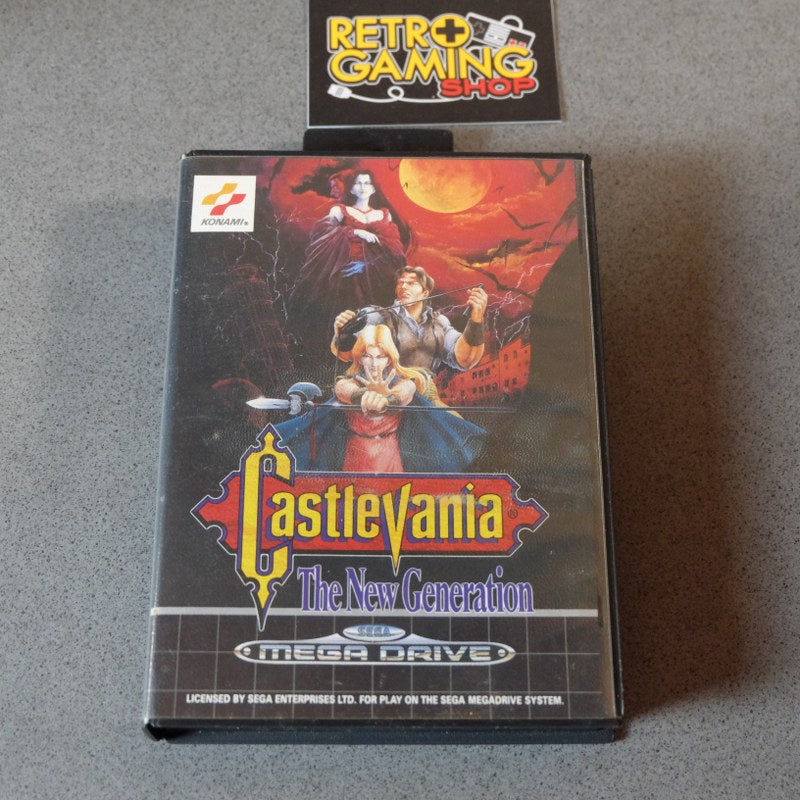 RETRO
GAMING
SHOP
KONAMI®
Castlevania®
The New Generation
SEGA
MEGA DRIVE
LICENSED BY SEGA ENTERPRISES LTD. FOR PLAY ON THE SEGA MEGADRIVE SYSTEM.